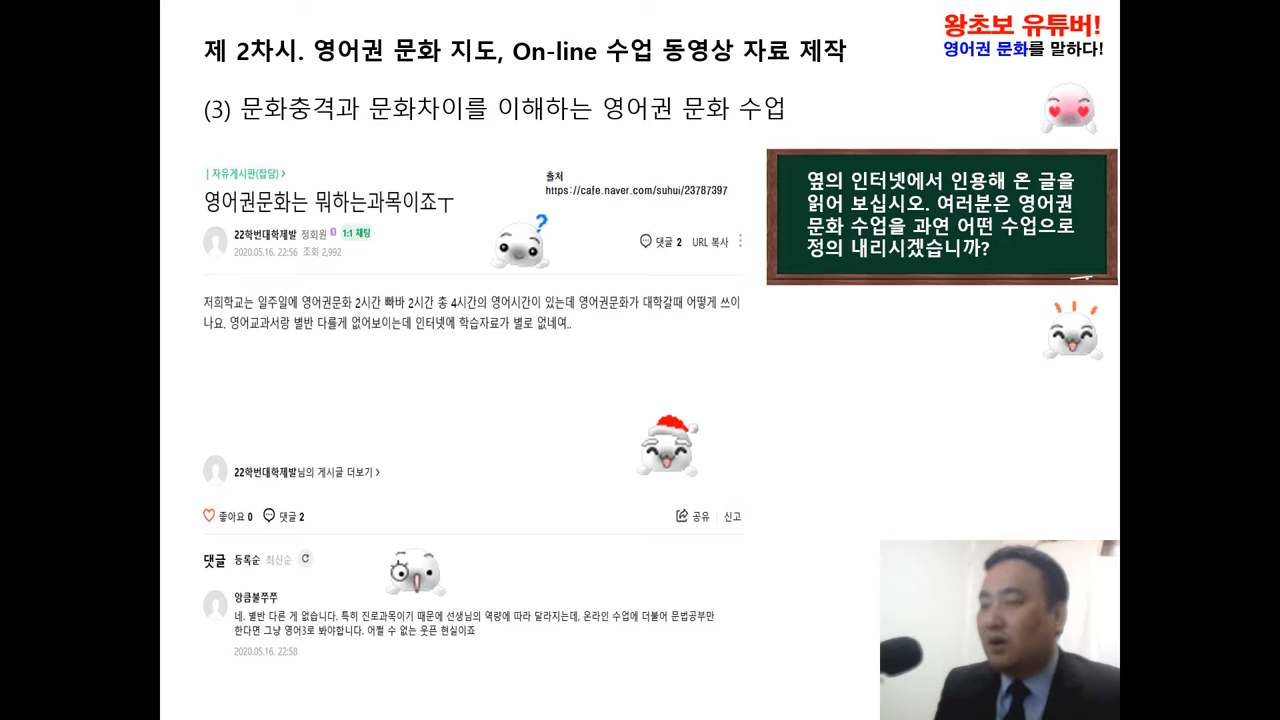 왕초보 유튜버!
영어권 문화를 말하다!
제 2차시. 영어권 문화 지도, On-line 수업 동영상 자료 제작
(3) 문화충격과 문화차이를 이해하는 영어권 문화 수업
| 자유게시판(잡담) >
출처
https://cafe.naver.com/suhui/23787397
영어권문화는 뭐하는과목이죠ㅜ
22학번대학제발 정회원 1:1 채팅
2020.05.16. 22:56 조회 2,992
댓글 2 URL 복사
옆의 인터넷에서 인용해 온 글을
읽어 보십시오. 여러분은 영어권
문화 수업을 과연 어떤 수업으로
정의 내리시겠습니까?
저희학교는 일주일에 영어권문화 2시간 빠바 2시간 총 4시간의 영어시간이 있는데 영어권문화가 대학갈때 어떻게 쓰이
나요. 영어교과서랑 별반 다를게 없어보이는데 인터넷에 학습자료가 별로 없네여..
22학번대학제발님의 게시글 더보기 >
좋아요 0 댓글 2
공유 | 신고
댓글 등록순 최신순
앙큼불쭈쭈
네. 별반 다른 게 없습니다. 특히 진로과목이기 때문에 선생님의 역량에 따라 달라지는데, 온라인 수업에 더불어 문법공부만
한다면 그냥 영어3로 봐야합니다. 어쩔 수 없는 웃픈 현실이죠
2020.05.16. 22:58